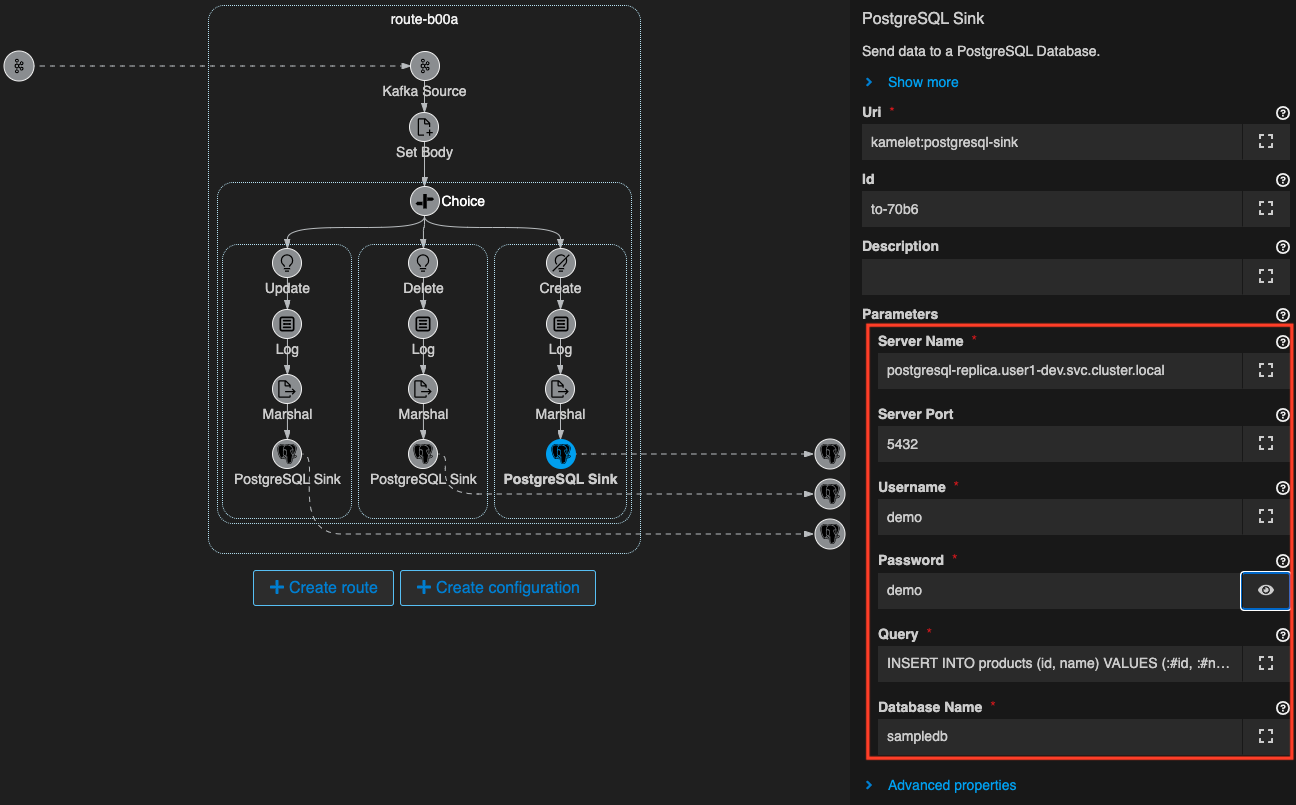 route-b00a
Kafka Source
Set Body
Choice
Update
Delete
Create
Log
Log
Log
Marshal
Marshal
Marshal
PostgreSQL Sink
PostgreSQL Sink
PostgreSQL Sink
Create route
Create configuration
PostgreSQL Sink
Send data to a PostgreSQL Database.
Show more
Uri *
kamelet:postgresql-sink
Id
to-70b6
Description
Parameters
Server Name *
postgresql-replica.user1-dev.svc.cluster.local
Server Port
5432
Username *
demo
Password *
demo
Query *
INSERT INTO products (id, name) VALUES (:#id, :#n...
Database Name *
sampledb
Advanced properties